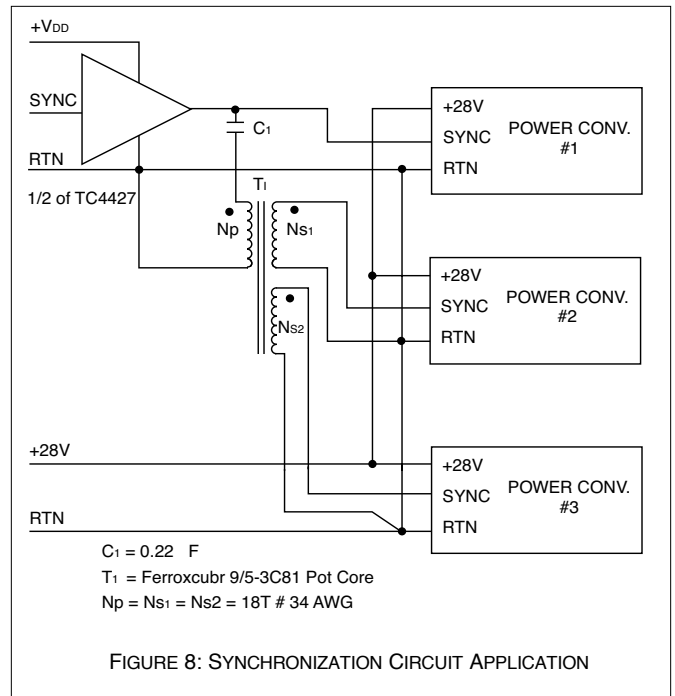 +VDD
SYNC
RTN
1/2 of TC4427
C1
T1
Np
Ns1
Ns2
+28V
SYNC
RTN
POWER CONV.
#1
+28V
SYNC
RTN
POWER CONV.
#2
+28V
RTN
+28V
SYNC
RTN
POWER CONV.
#3
C1 = 0.22 F
T1 = Ferroxcubr 9/5-3C81 Pot Core
Np = Ns1 = Ns2 = 18T # 34 AWG
FIGURE 8: SYNCHRONIZATION CIRCUIT APPLICATION